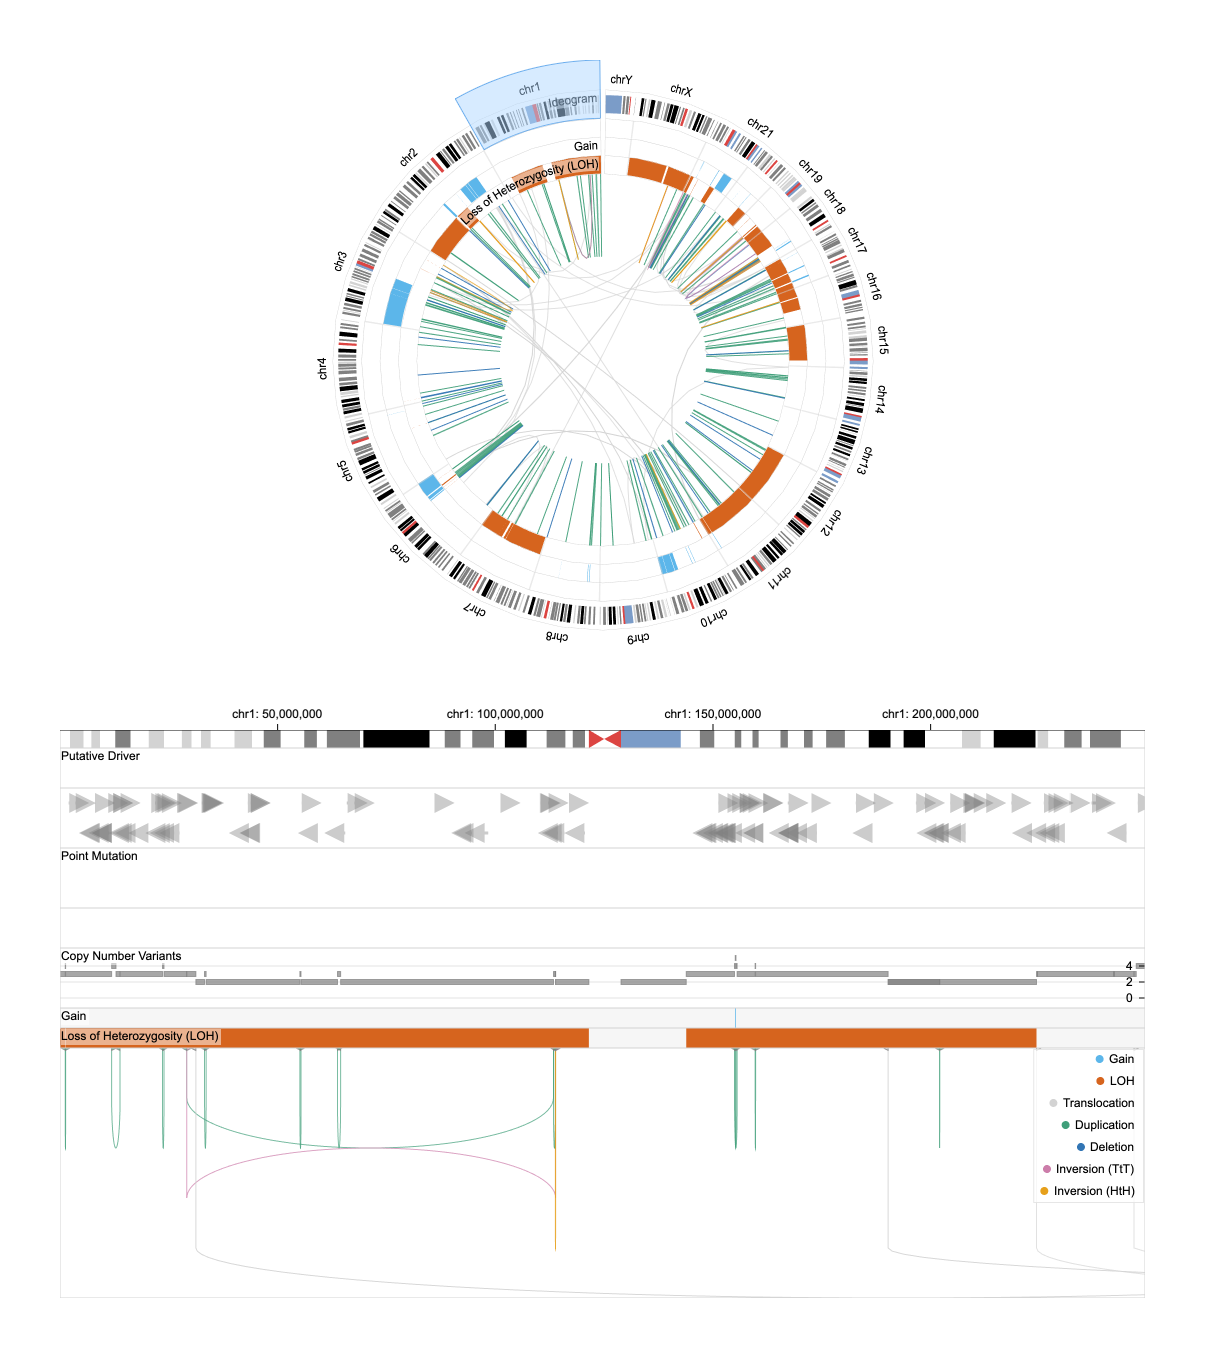 chrY
chrX
chr1
Ideogram
chr21
chr2
Gain
chr19
Loss of Heterozygosity (LOH)
chr18
chr17
chr3
chr16
chr15
chr4
chr14
chr13
chr5
chr12
chr6
chr11
chr7
chr10
chr8
chr9
chr1: 50,000,000
chr1: 100,000,000
chr1: 150,000,000
chr1: 200,000,000
Putative Driver
Point Mutation
Copy Number Variants
4
2
0
Gain
Loss of Heterozygosity (LOH)
Gain
LOH
Translocation
Duplication
Deletion
Inversion (TtT)
Inversion (HtH)